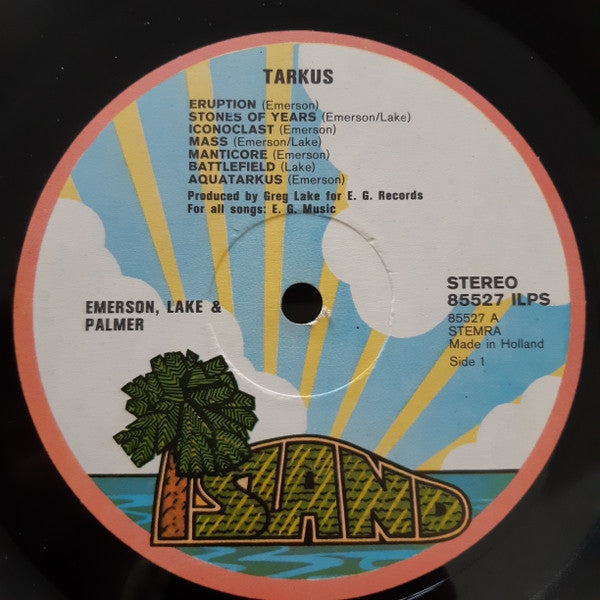 TARKUS
ERUPTION (Emerson)
STONES OF YEARS (Emerson/Lake)
ICONOCLAST (Emerson)
MASS (Emerson/Lake)
MANTICORE (Emerson)
BATTLEFIELD (Lake)
AQUATARKUS (Emerson)
Produced by Greg Lake for E. G. Records
For all songs: E. G. Music
EMERSON, LAKE &
PALMER
STEREO
85527 ILPS
85527 A
STEMRA
Made in Holland
Side 1
ISLAND